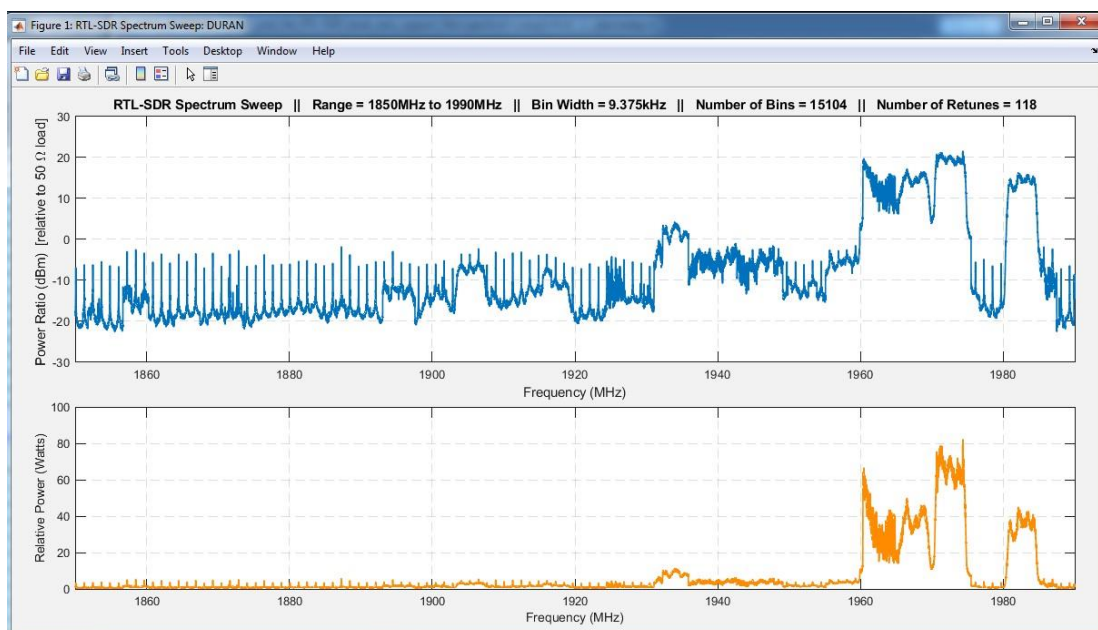 Figure 1: RTL-SDR Spectrum Sweep: DURAN
File Edit View Insert Tools Desktop Window Help
RTL-SDR Spectrum Sweep || Range = 1850MHz to 1990MHz || Bin Width = 9.375kHz || Number of Bins = 15104 || Number of Retunes = 118
Power Ratio (dBm) [relative to 50 Ω load]
30
20
10
0
-10
-20
-30
1860 1880 1900 1920 1940 1960 1980
Frequency (MHz)
Relative Power (Watts)
100
80
60
40
20
0
1860 1880 1900 1920 1940 1960 1980
Frequency (MHz)